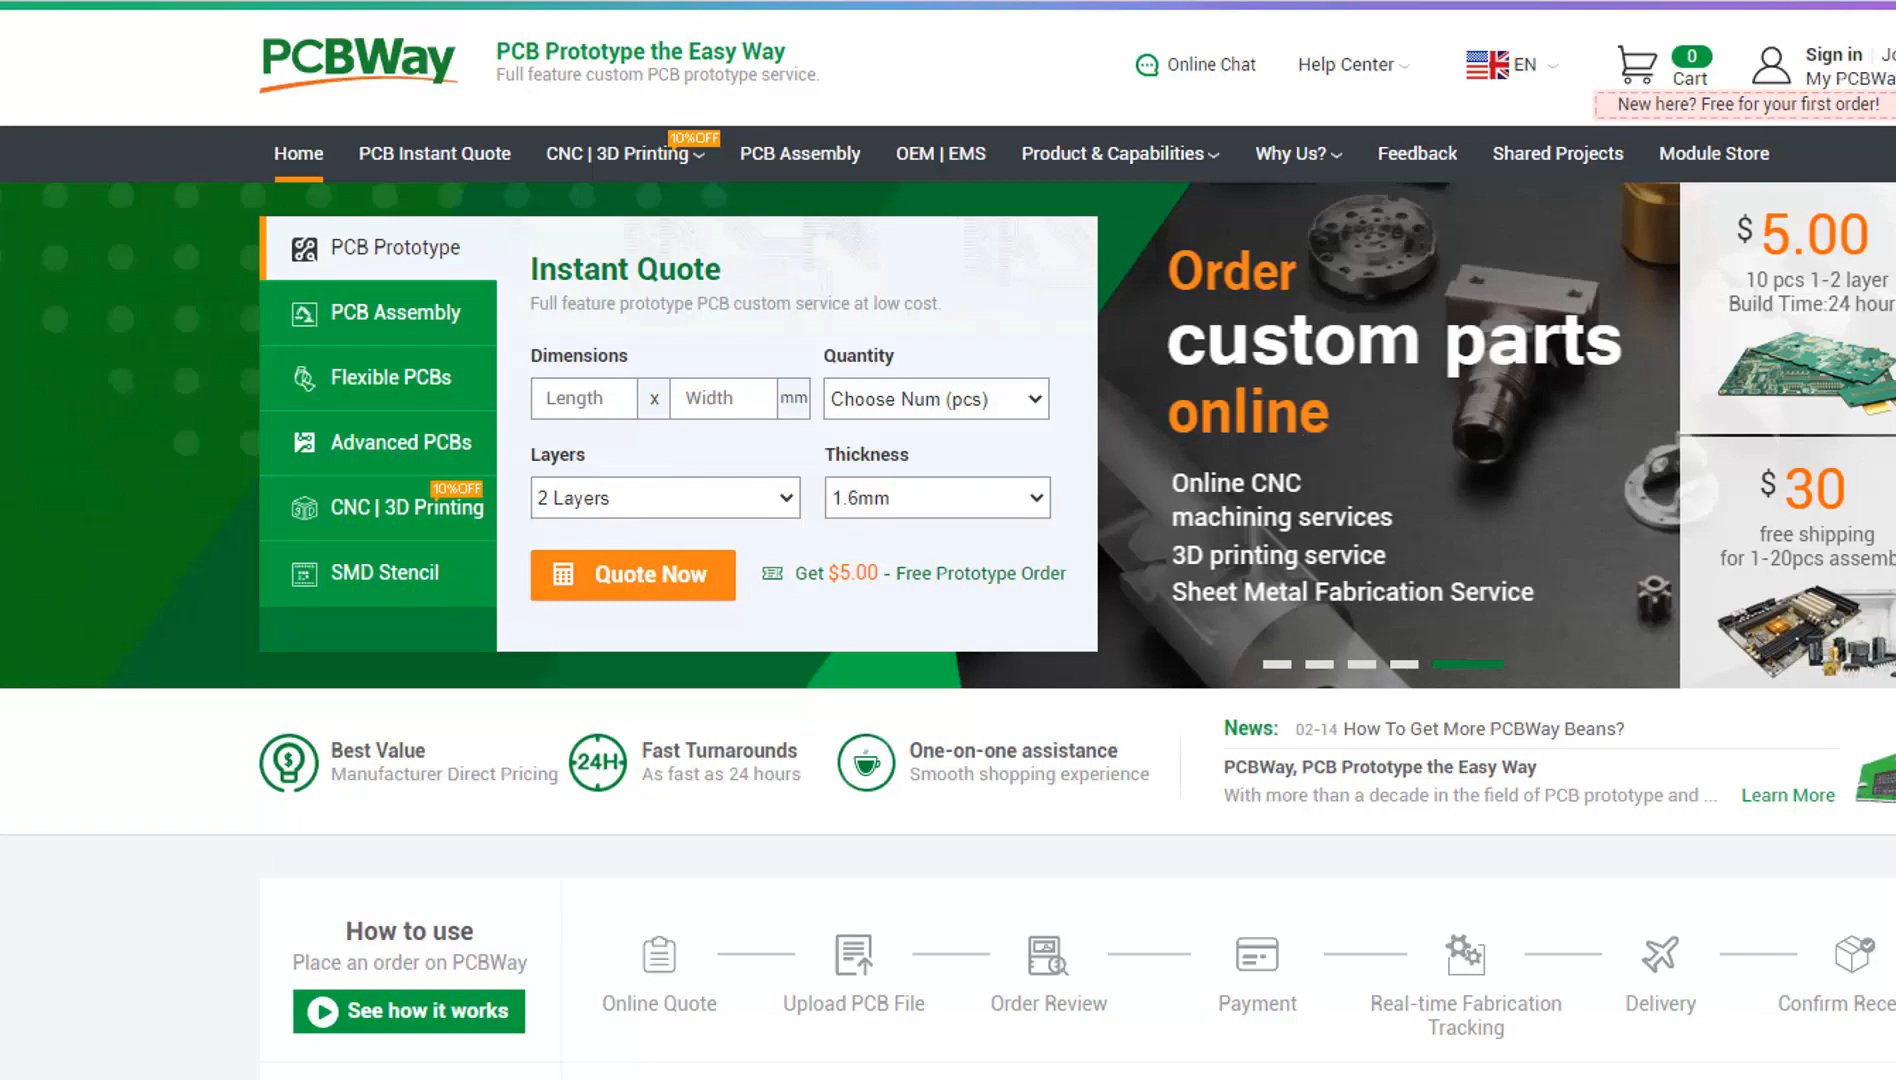 PCBWay
PCB Prototype the Easy Way
Full feature custom PCB prototype service.
Online Chat
Help Center
EN
0
Cart
Sign in
My PCBWa
New here? Free for your first order!
Home
PCB Instant Quote
CNC | 3D Printing
10%OFF
PCB Assembly
OEM | EMS
Product & Capabilities
Why Us?
Feedback
Shared Projects
Module Store
PCB Prototype
PCB Assembly
Flexible PCBs
Advanced PCBs
10%OFF
CNC | 3D Printing
SMD Stencil
Instant Quote
Full feature prototype PCB custom service at low cost.
Dimensions
Quantity
Length
x
Width
mm
Choose Num (pcs)
Layers
Thickness
2 Layers
1.6mm
Quote Now
Get $5.00 - Free Prototype Order
Order
custom parts
online
Online CNC
machining services
3D printing service
Sheet Metal Fabrication Service
$ 5.00
10 pcs 1-2 layer
Build Time:24 hour
$ 30
free shipping
for 1-20pcs assemb
Best Value
Manufacturer Direct Pricing
24H
Fast Turnarounds
As fast as 24 hours
One-on-one assistance
Smooth shopping experience
News: 02-14 How To Get More PCBWay Beans?
PCBWay, PCB Prototype the Easy Way
With more than a decade in the field of PCB prototype and ...
Learn More
How to use
Place an order on PCBWay
See how it works
Online Quote
Upload PCB File
Order Review
Payment
Real-time Fabrication
Tracking
Delivery
Confirm Rece